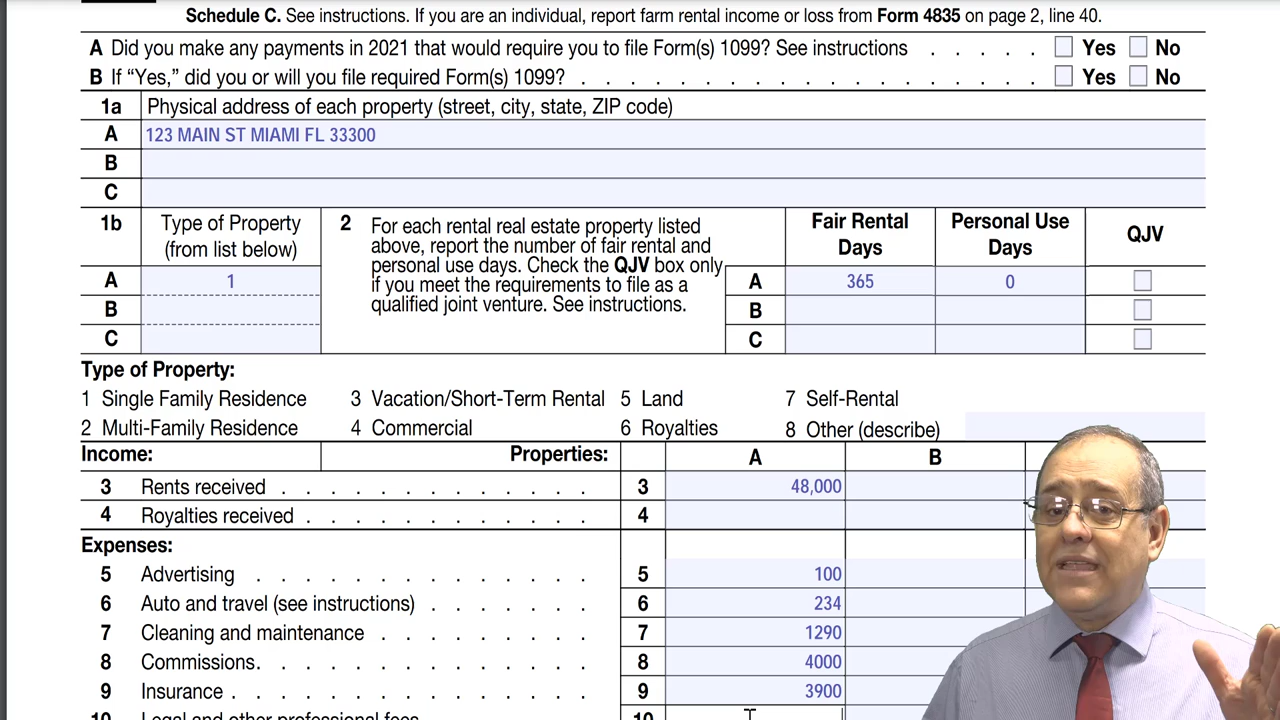 Schedule C. See instructions. If you are an individual, report farm rental income or loss from Form 4835 on page 2, line 40.
A Did you make any payments in 2021 that would require you to file Form(s) 1099? See instructions . . . . . Yes No
B If “Yes,” did you or will you file required Form(s) 1099? . . . . . . . . . . . . . . . . . . . Yes No
1a Physical address of each property (street, city, state, ZIP code)
A 123 MAIN ST MIAMI FL 33300
B
C
1b Type of Property (from list below)
2 For each rental real estate property listed
above, report the number of fair rental and
personal use days. Check the QJV box only
if you meet the requirements to file as a
qualified joint venture. See instructions.
Fair Rental Days Personal Use Days QJV
A 1 A 365 0
B B
C C
Type of Property:
1 Single Family Residence 3 Vacation/Short-Term Rental 5 Land 7 Self-Rental
2 Multi-Family Residence 4 Commercial 6 Royalties 8 Other (describe)
Income: Properties: A B
3 Rents received . . . . . . . . . . . . . 3 48,000
4 Royalties received . . . . . . . . . . . . 4
Expenses:
5 Advertising . . . . . . . . . . . . . . 5 100
6 Auto and travel (see instructions) . . . . . . . 6 234
7 Cleaning and maintenance . . . . . . . . . 7 1290
8 Commissions. . . . . . . . . . . . . . 8 4000
9 Insurance . . . . . . . . . . . . . . . 9 3900
10 Legal and other professional fees 10